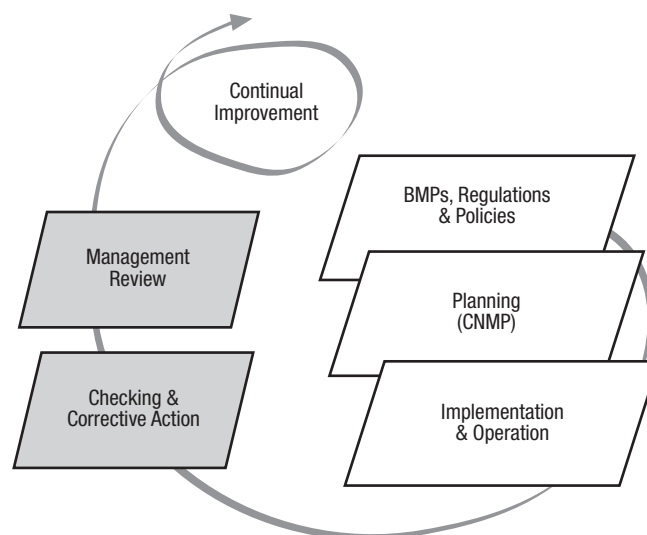 Continual
Improvement
BMPs, Regulations
& Policies
Management
Review
Planning
(CNMP)
Checking &
Corrective Action
Implementation
& Operation